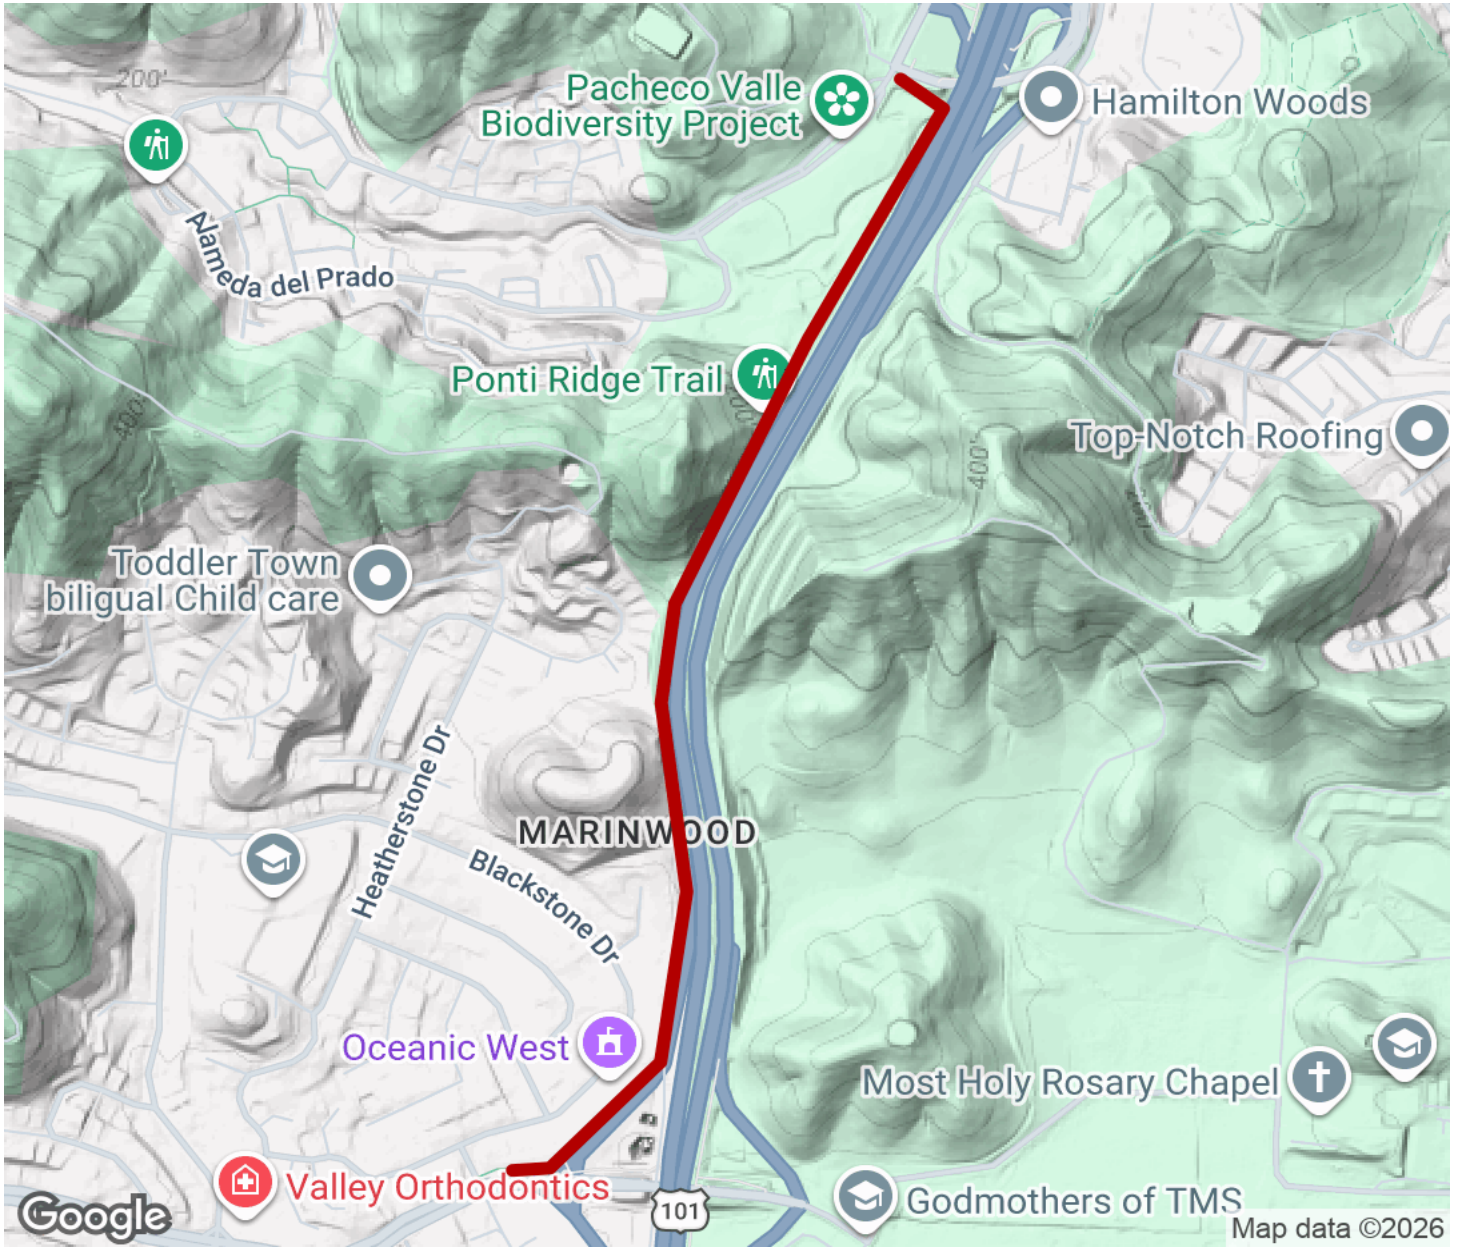 200'
Pacheco Valle
Biodiversity Project
Hamilton Woods
Alameda del Prado
Ponti Ridge Trail
400'
400'
Top-Notch Roofing
Toddler Town
biligual Child care
Heatherstone Dr
MARINWOOD
Blackstone Dr
Oceanic West
Most Holy Rosary Chapel
Valley Orthodontics
101
Godmothers of TMS
Google
Map data ©2026